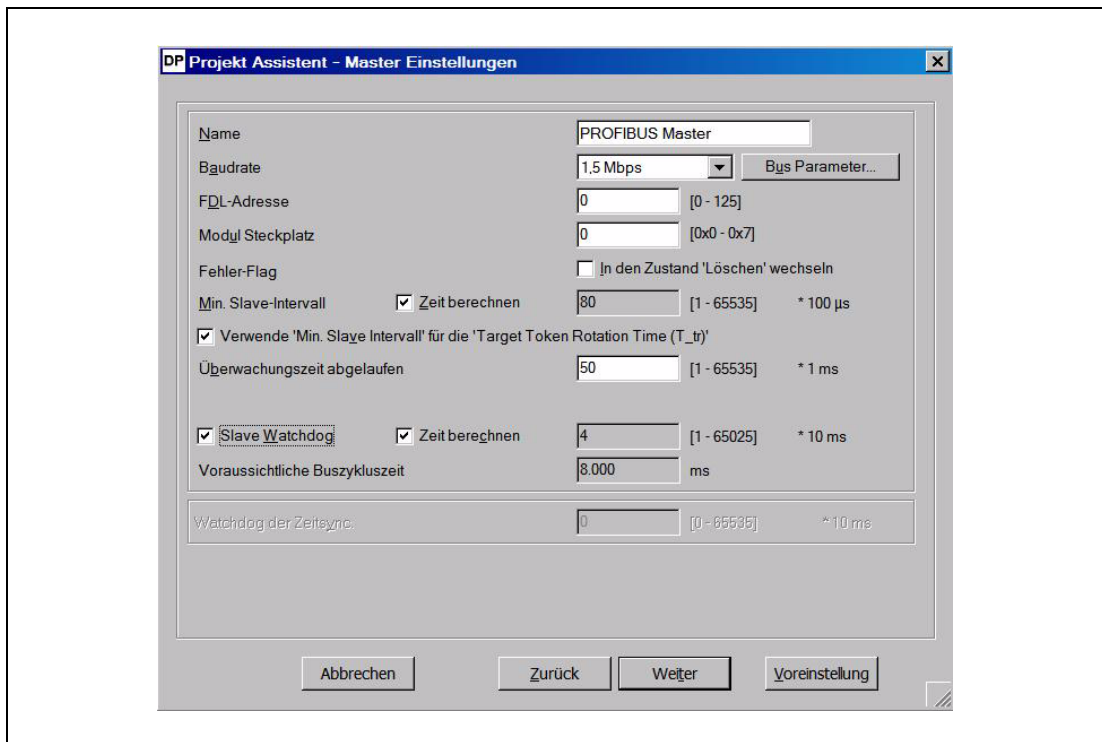 DP Projekt Assistent - Master Einstellungen
Name PROFIBUS Master
Baudrate 1,5 Mbps Bus Parameter...
FDL-Adresse 0 [0 - 125]
Modul Steckplatz 0 [0x0 - 0x7]
Fehler-Flag In den Zustand 'Löschen' wechseln
Min. Slave-Intervall Zeit berechnen 80 [1 - 65535] * 100 µs
Verwende 'Min. Slave Intervall' für die 'Target Token Rotation Time (T_tr)'
Überwachungszeit abgelaufen 50 [1 - 65535] * 1 ms
Slave Watchdog Zeit berechnen 4 [1 - 65025] * 10 ms
Voraussichtliche Buszykluszeit 8.000 ms
Watchdog der Zeitsync. 0 [0 - 65535] * 10 ms
Abbrechen Zurück Weiter Voreinstellung